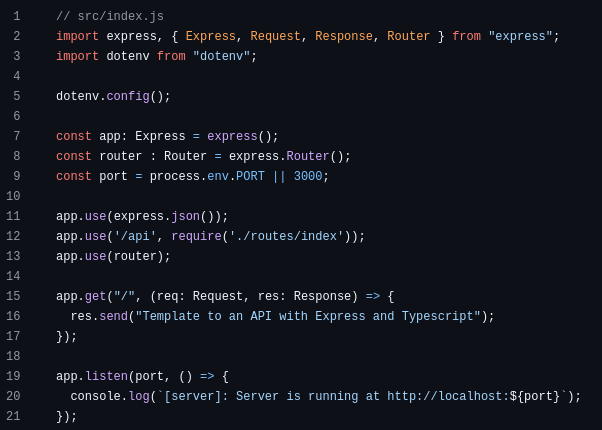 1 // src/index.js
2 import express, { Express, Request, Response, Router } from "express";
3 import dotenv from "dotenv";
4
5 dotenv.config();
6
7 const app: Express = express();
8 const router : Router = express.Router();
9 const port = process.env.PORT || 3000;
10
11 app.use(express.json());
12 app.use('/api', require('./routes/index'));
13 app.use(router);
14
15 app.get("/", (req: Request, res: Response) => {
16   res.send("Template to an API with Express and Typescript");
17 });
18
19 app.listen(port, () => {
20   console.log(`[server]: Server is running at http://localhost:${port}`);
21 });